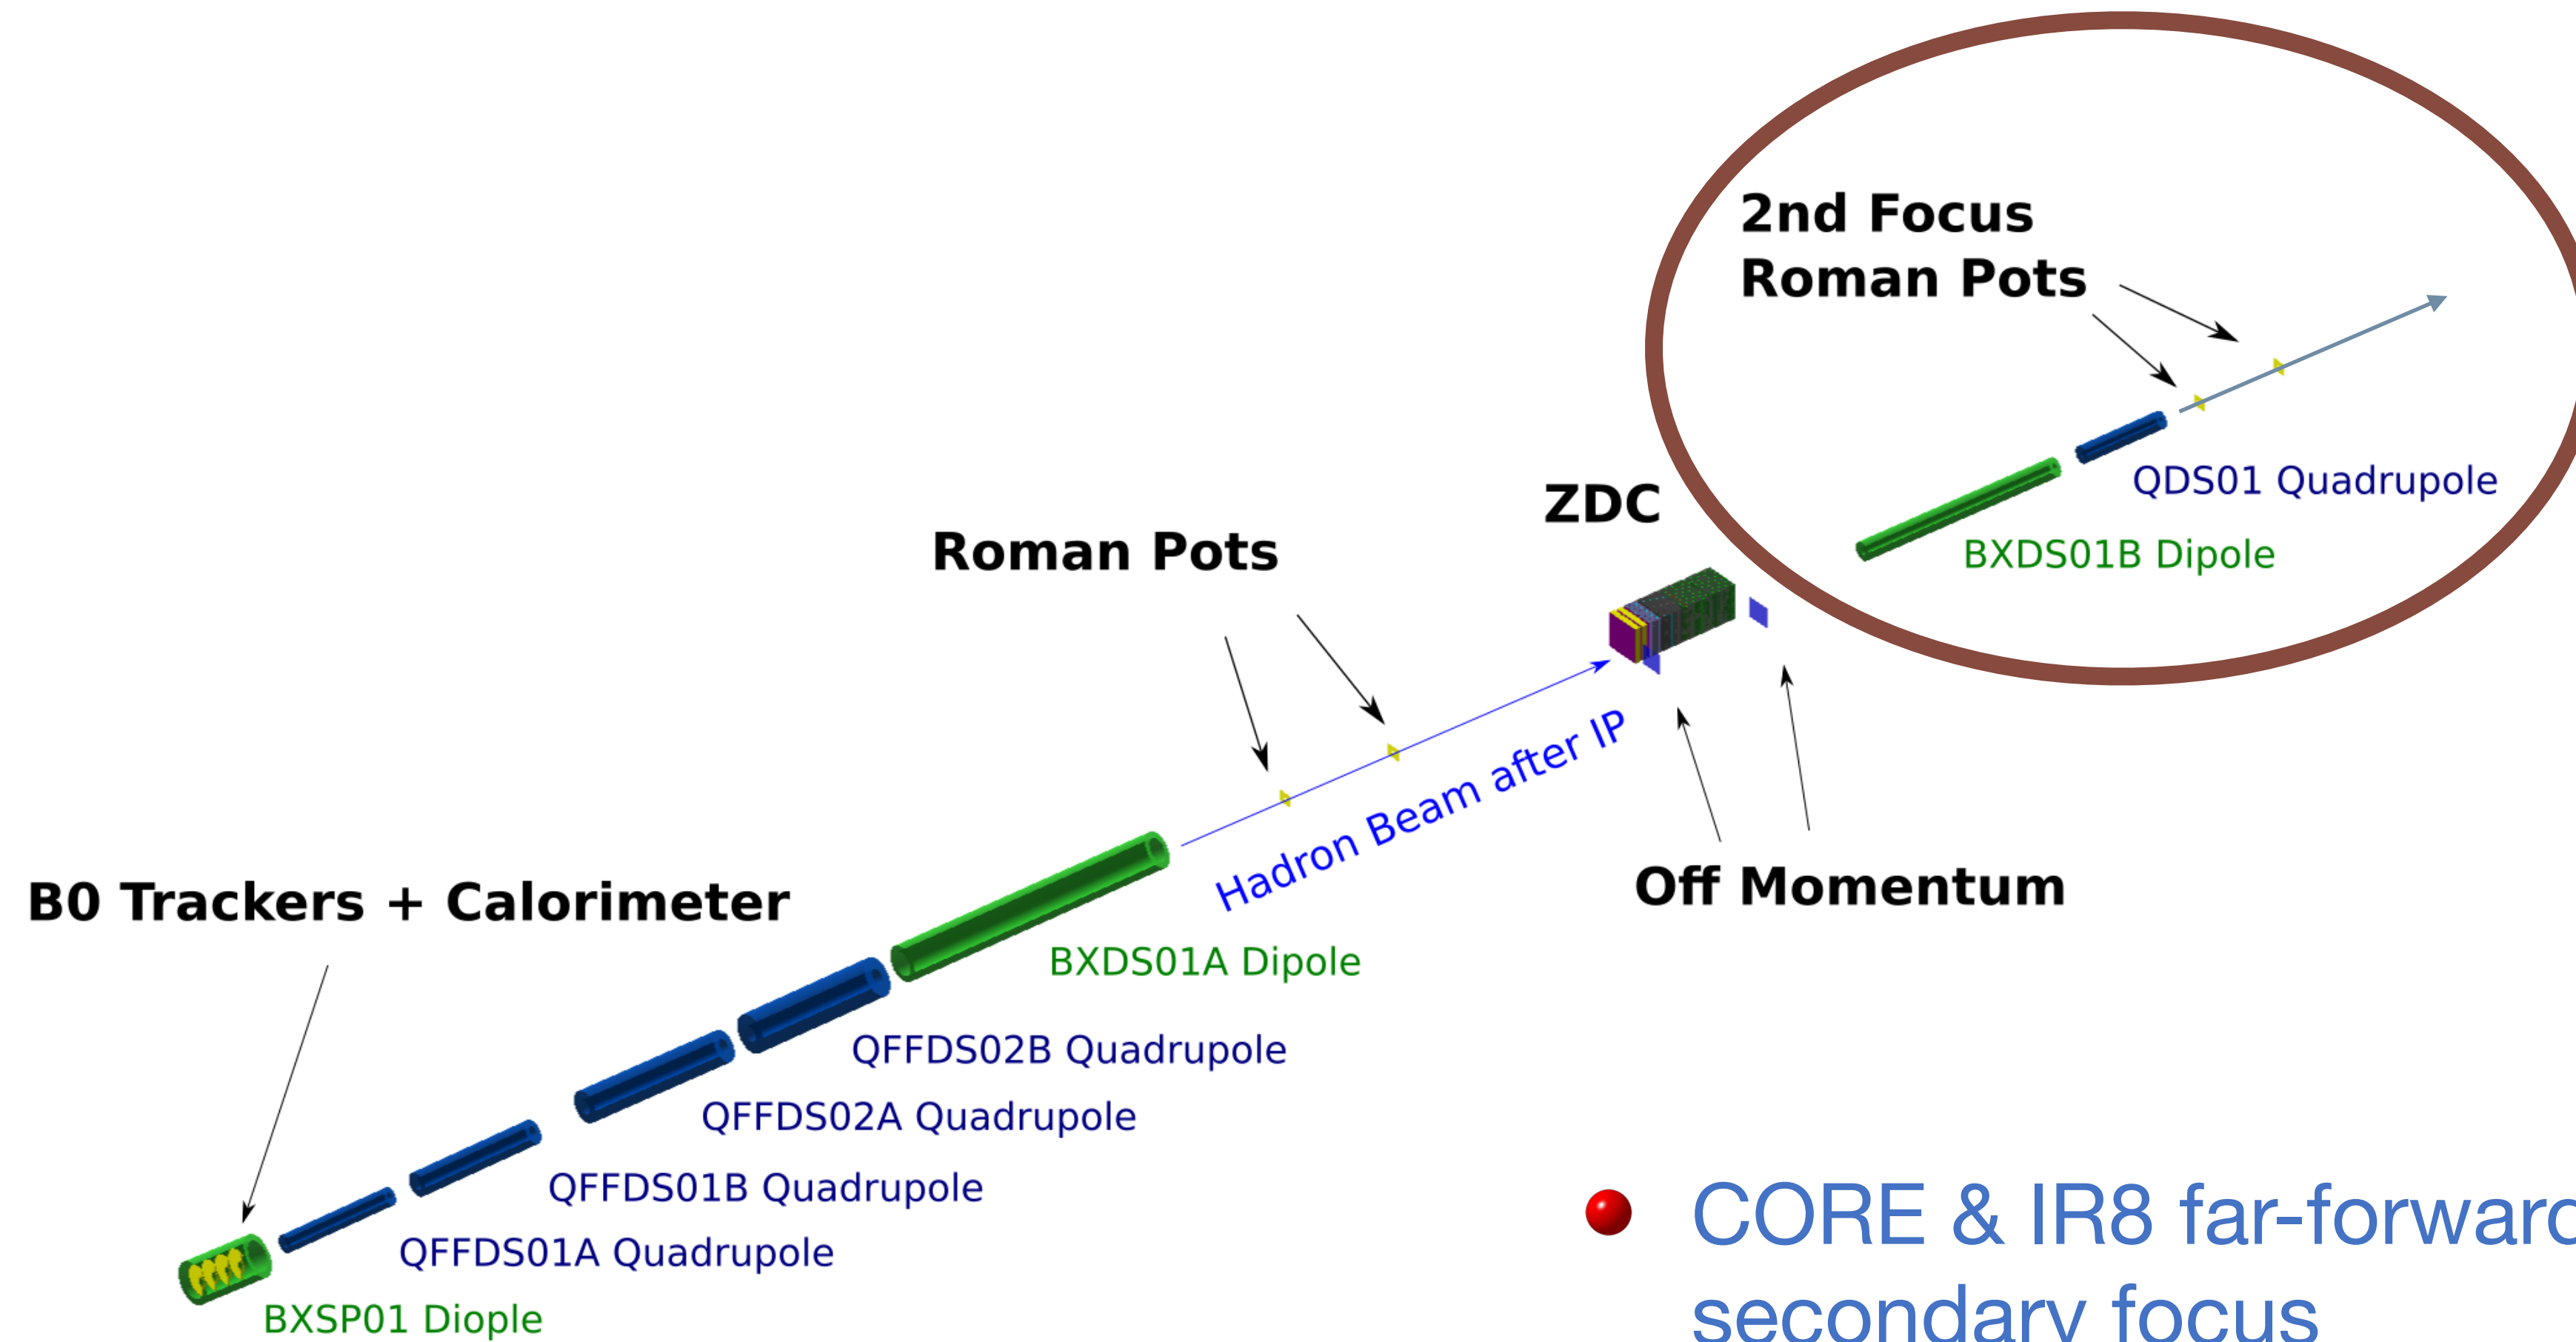 2nd Focus
Roman Pots
QDS01 Quadrupole
ZDC
BXDS01B Dipole
Roman Pots
Hadron Beam after IP
Off Momentum
B0 Trackers + Calorimeter
BXDS01A Dipole
QFFDS02B Quadrupole
QFFDS02A Quadrupole
QFFDS01B Quadrupole
QFFDS01A Quadrupole
BXSP01 Diople
CORE & IR8 far-forward
secondary focus